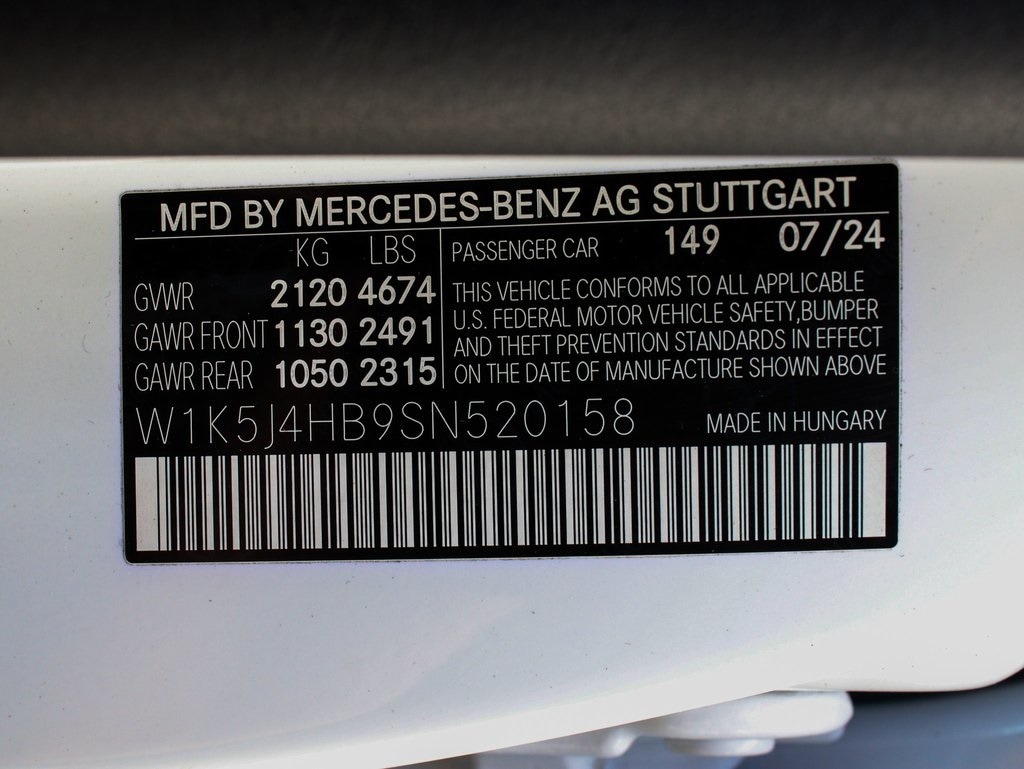 MFD BY MERCEDES-BENZ AG STUTTGART
KG LBS
GVWR 2120 4674
GAWR FRONT 1130 2491
GAWR REAR 1050 2315
PASSENGER CAR 149 07/24
THIS VEHICLE CONFORMS TO ALL APPLICABLE
U.S. FEDERAL MOTOR VEHICLE SAFETY,BUMPER
AND THEFT PREVENTION STANDARDS IN EFFECT
ON THE DATE OF MANUFACTURE SHOWN ABOVE
W1K5J4HB9SN520158 MADE IN HUNGARY